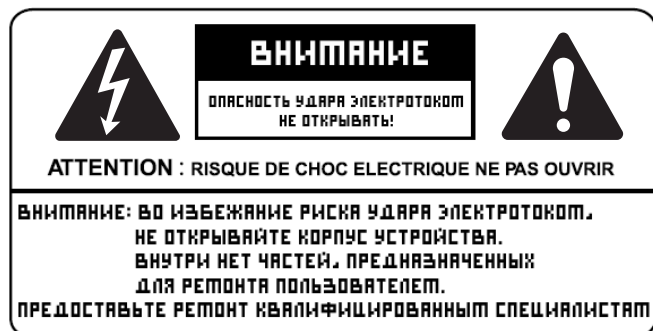 ВНИМАНИЕ
ОПАСНОСТЬ УДАРА ЭЛЕКТРОТОКОМ
НЕ ОТКРЫВАТЬ!
ATTENTION : RISQUE DE CHOC ELECTRIQUE NE PAS OUVRIR
ВНИМАНИЕ: ВО ИЗБЕЖАНИЕ РИСКА УДАРА ЭЛЕКТРОТОКОМ,
НЕ ОТКРЫВАЙТЕ КОРПУС УСТРОЙСТВА.
ВНУТРИ НЕТ ЧАСТЕЙ, ПРЕДНАЗНАЧЕННЫХ
ДЛЯ РЕМОНТА ПОЛЬЗОВАТЕЛЕМ.
ПРЕДОСТАВЬТЕ РЕМОНТ КВАЛИФИЦИРОВАННЫМ СПЕЦИАЛИСТАМ